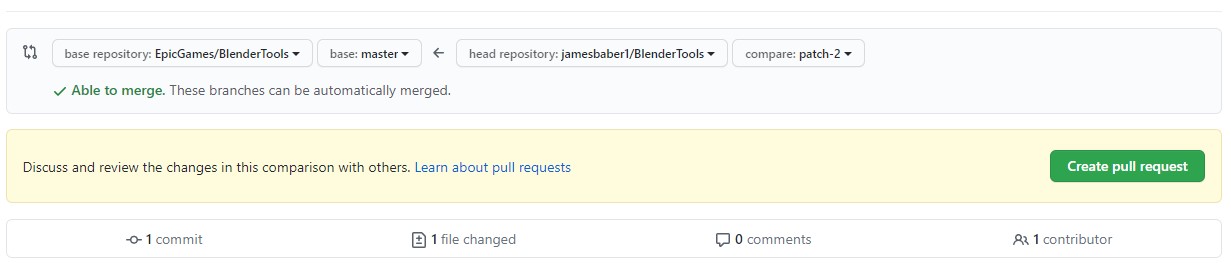 base repository: EpicGames/BlenderTools base: master head repository: jamesbaber1/BlenderTools compare: patch-2
Able to merge. These branches can be automatically merged.
Discuss and review the changes in this comparison with others. Learn about pull requests Create pull request
1 commit 1 file changed 0 comments 1 contributor